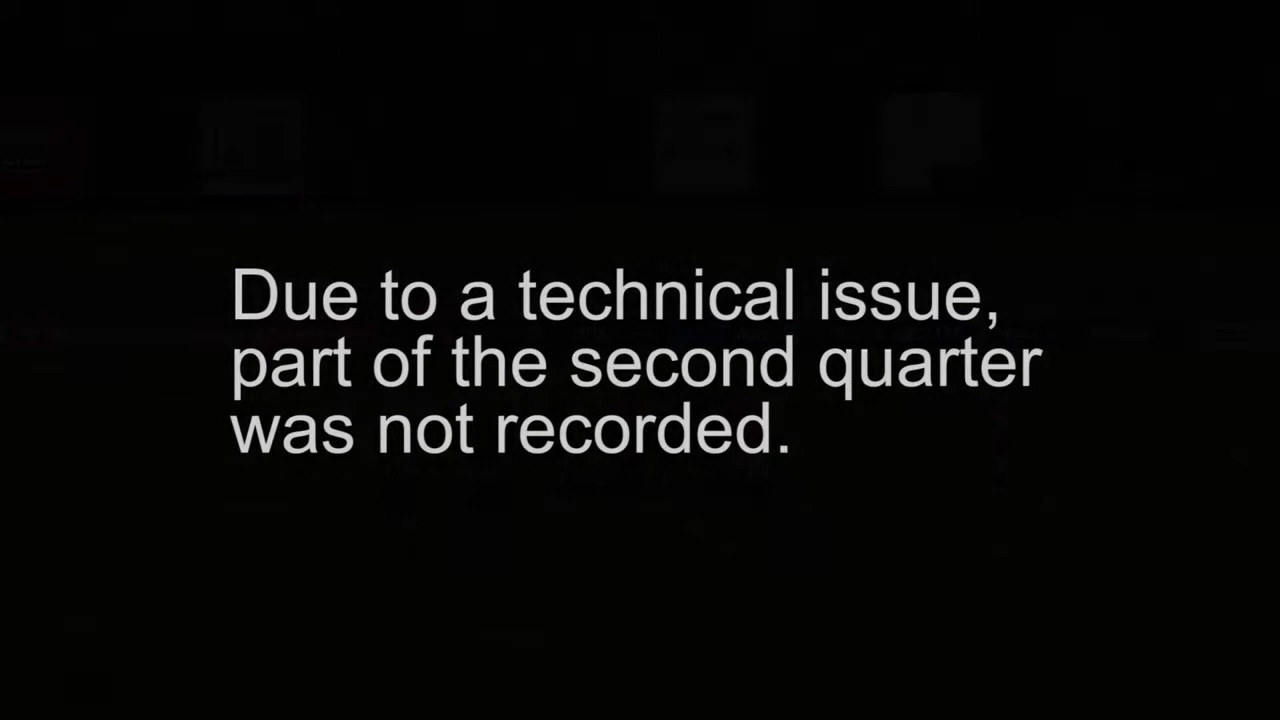 Due to a technical issue,
part of the second quarter
was not recorded.